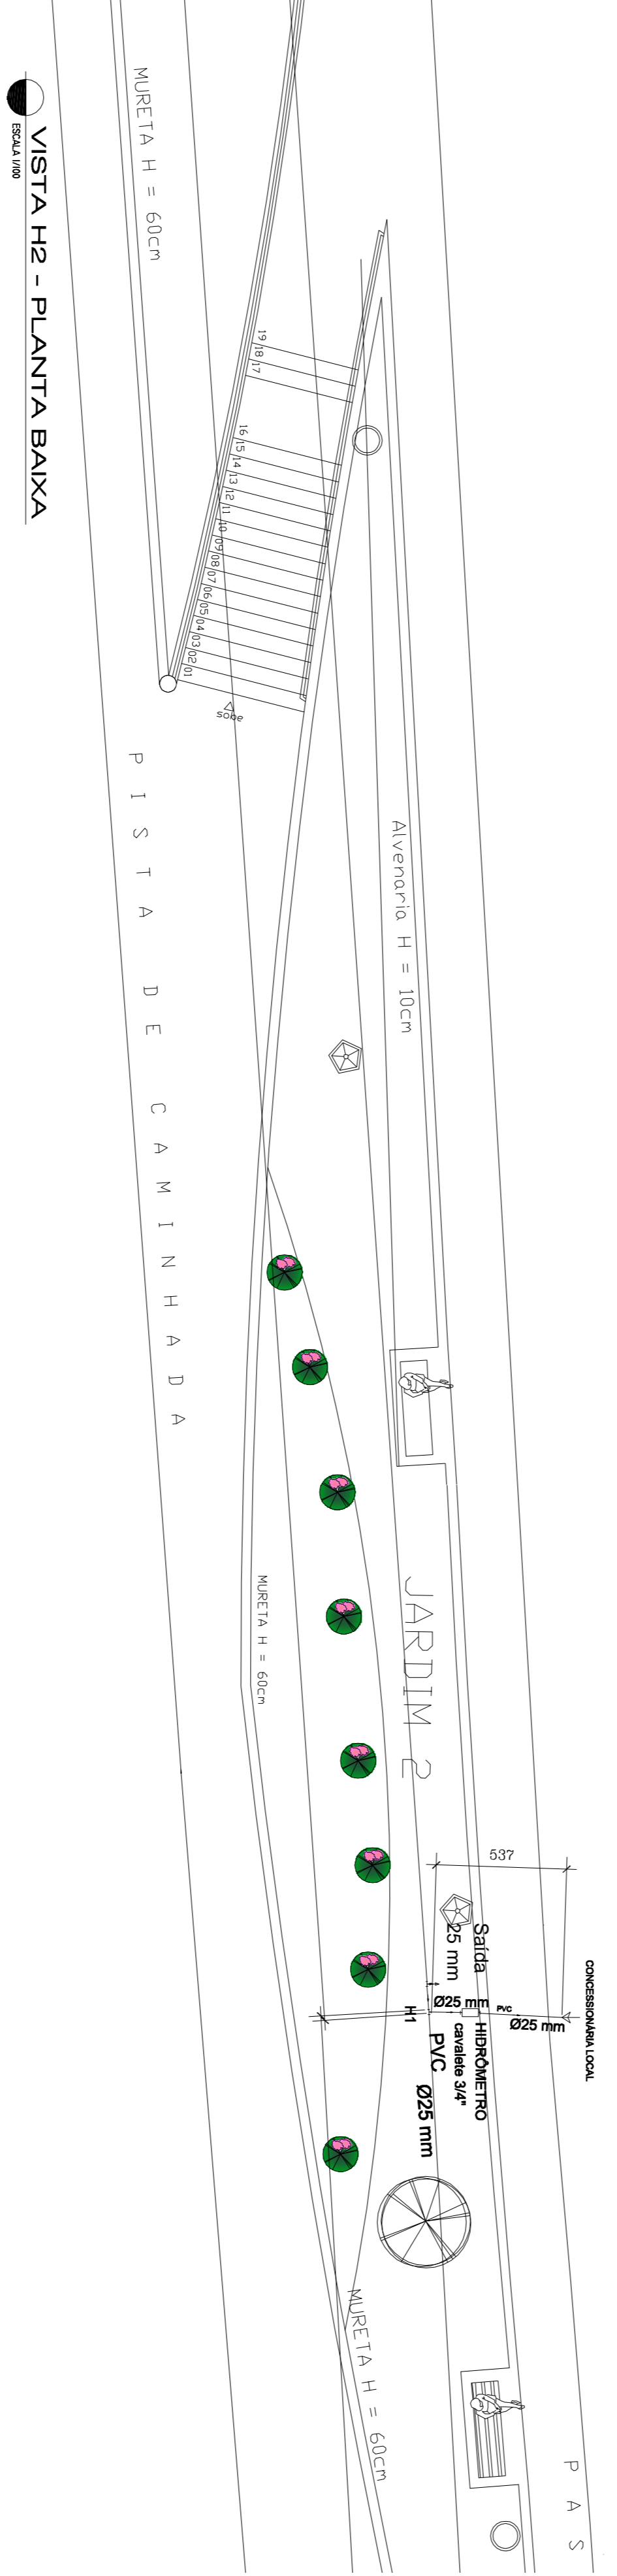 VISTA H2 - PLANTA BAIXA
ESCALA 1/100
MURETA H = 60cm
19
18
17
16
15
14
13
12
11
10
09
08
07
06
05
04
03
02
01
sobe
PISTA DE CAMINHADA
Alvenaria H = 10cm
MURETA H = 60cm
JARDIM 2
537
Saída
25 mm
CONCESSIONÁRIA LOCAL
Ø25 mm
PVC
Ø25 mm
HIDRÔMETRO
cavalete 3/4"
H1
PVC Ø25 mm
MURETA H = 60cm
PAS